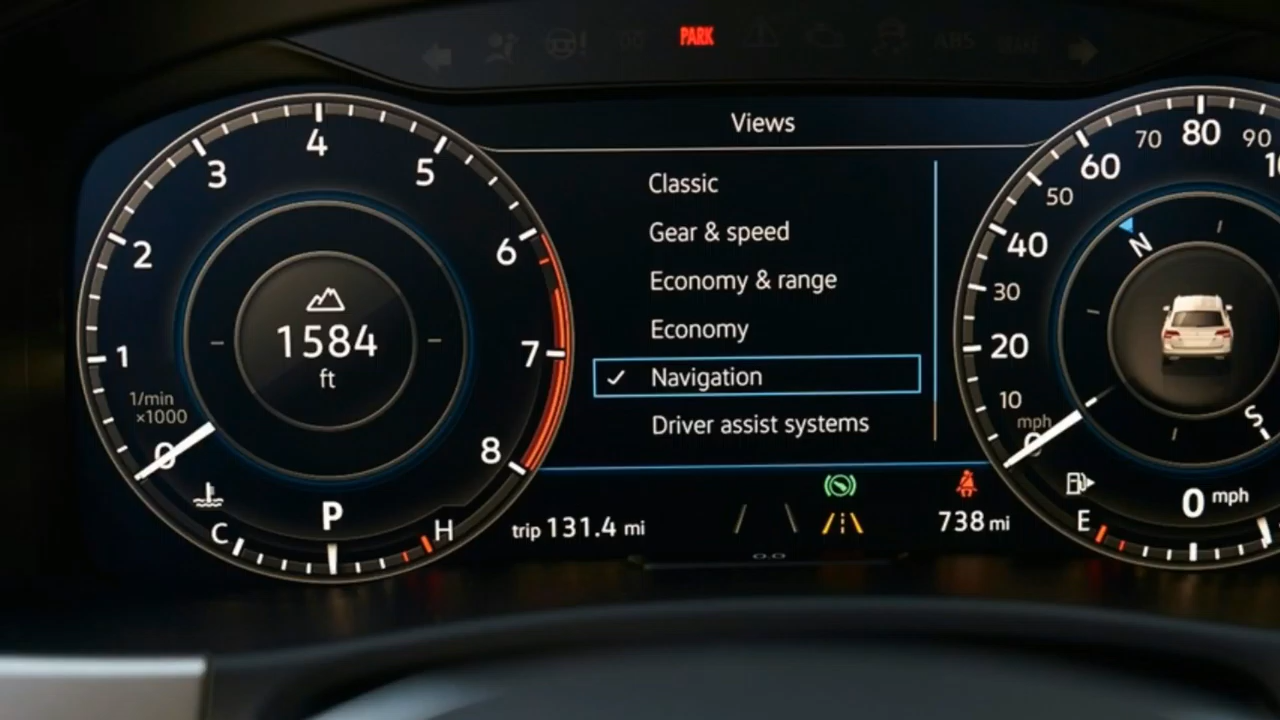 PARK
ABS
Views
Classic
Gear & speed
Economy & range
Economy
Navigation
Driver assist systems
0
1
2
3
4
5
6
7
8
1/min
×1000
1584
ft
C
P
H
trip 131.4 mi
738 mi
0
10
20
30
40
50
60
70
80
90
mph
N
S
E
0 mph